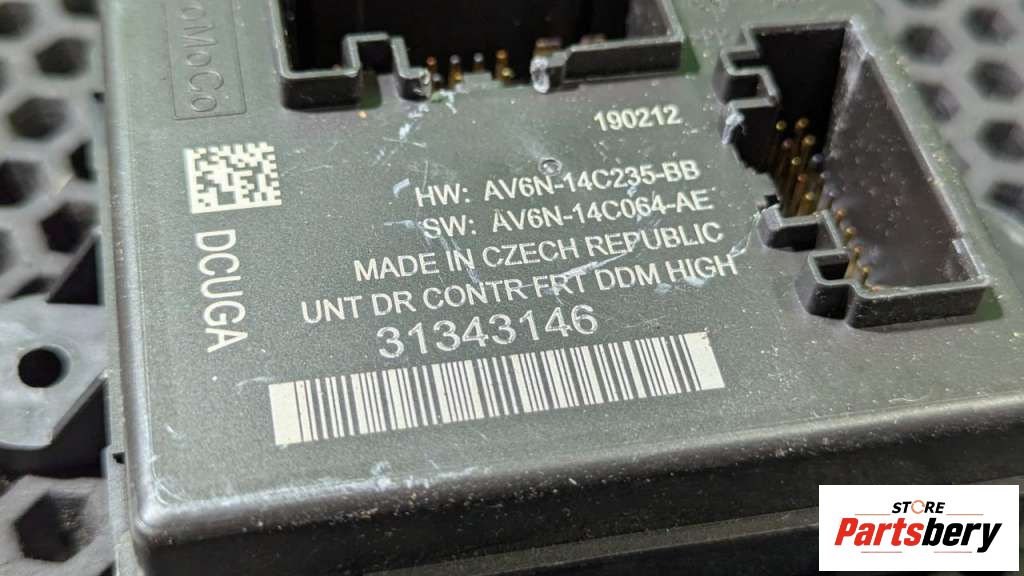 oMoCo
190212
HW: AV6N-14C235-BB
SW: AV6N-14C064-AE
MADE IN CZECH REPUBLIC
UNT DR CONTR FRT DDM HIGH
31343146
DCUGA
STORE
Partsbery